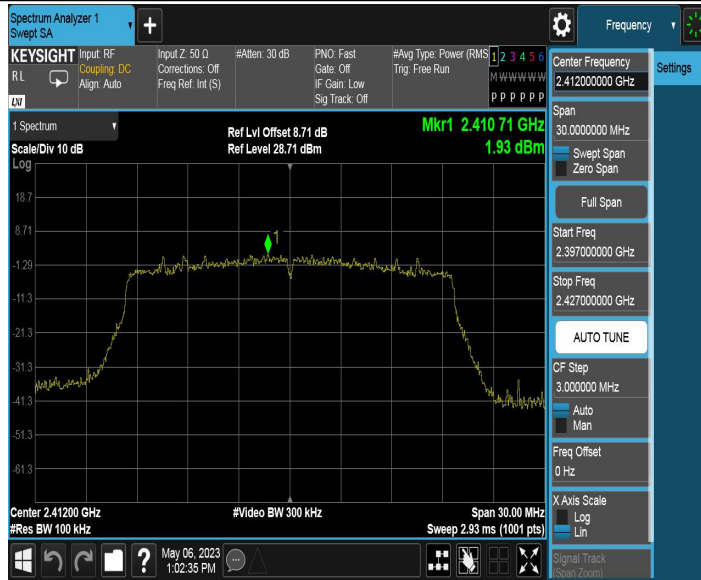 Spectrum Analyzer 1
Swept SA
Frequency
KEYSIGHT
RL
LXI
Input: RF
Coupling: DC
Align: Auto
Input Z: 50 Ω
Corrections: Off
Freq Ref: Int (S)
#Atten: 30 dB
PNO: Fast
Gate: Off
IF Gain: Low
Sig Track: Off
#Avg Type: Power (RMS
Trig: Free Run
1 2 3 4 5 6
M W W W W W
P P P P P P
1 Spectrum
Scale/Div 10 dB
Log
Ref Lvl Offset 8.71 dB
Ref Level 28.71 dBm
Mkr1 2.410 71 GHz
1.93 dBm
1
18.7
8.71
-1.29
-11.3
-21.3
-31.3
-41.3
-51.3
-61.3
Center 2.41200 GHz
#Res BW 100 kHz
#Video BW 300 kHz
Span 30.00 MHz
Sweep 2.93 ms (1001 pts)
May 06, 2023
1:02:35 PM
?
Center Frequency
2.412000000 GHz
Span
30.0000000 MHz
Swept Span
Zero Span
Full Span
Start Freq
2.397000000 GHz
Stop Freq
2.427000000 GHz
AUTO TUNE
CF Step
3.000000 MHz
Auto
Man
Freq Offset
0 Hz
X Axis Scale
Log
Lin
Signal Track
(Span Zoom)
Settings